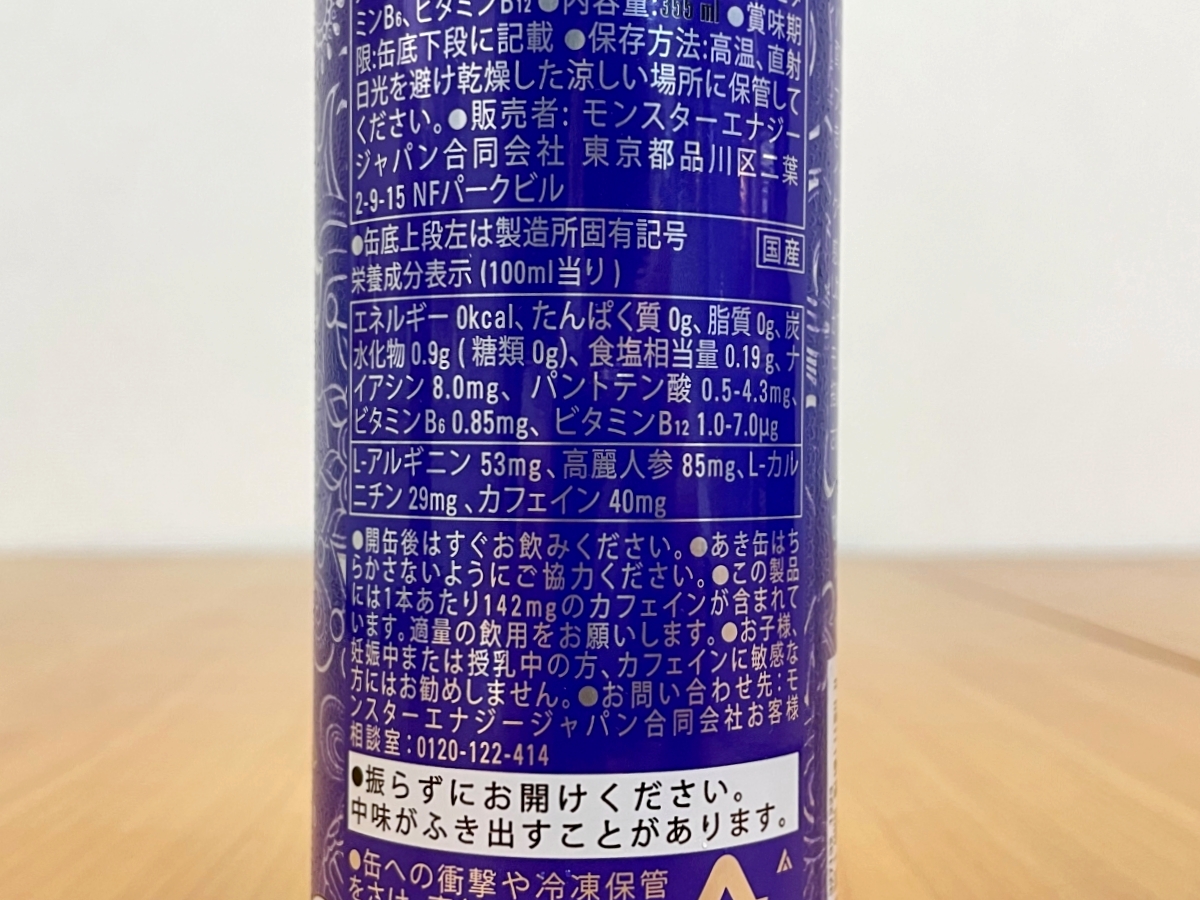 ミンB6、ビタミンB12 ●内容量:355 ml ●賞味期
限:缶底下段に記載 ●保存方法:高温、直射
日光を避け乾燥した涼しい場所に保管して
ください。●販売者: モンスターエナジー
ジャパン合同会社 東京都品川区二葉
2-9-15 NFパークビル
●缶底上段左は製造所固有記号
国産
栄養成分表示 (100ml当り)
エネルギー 0kcal、たんぱく質 0g、脂質 0g、炭
水化物 0.9g ( 糖類 0g)、食塩相当量 0.19 g、ナ
イアシン 8.0mg、 パントテン酸 0.5-4.3mg、
ビタミンB6 0.85mg、 ビタミンB12 1.0-7.0μg
L-アルギニン 53mg、高麗人参 85mg、L-カル
ニチン 29mg 、カフェイン 40mg
●開缶後はすぐお飲みください。●あき缶はち
らかさないようにご協力ください。●この製品
には1本あたり142mgのカフェインが含まれて
います。適量の飲用をお願いします。●お子様、
妊娠中または授乳中の方、カフェインに敏感な
方にはお勧めしません。●お問い合わせ先:モ
ンスターエナジージャパン合同会社お客様
相談室:0120-122-414
●振らずにお開けください。
中味がふき出すことがあります。
●缶への衝撃や冷凍保管